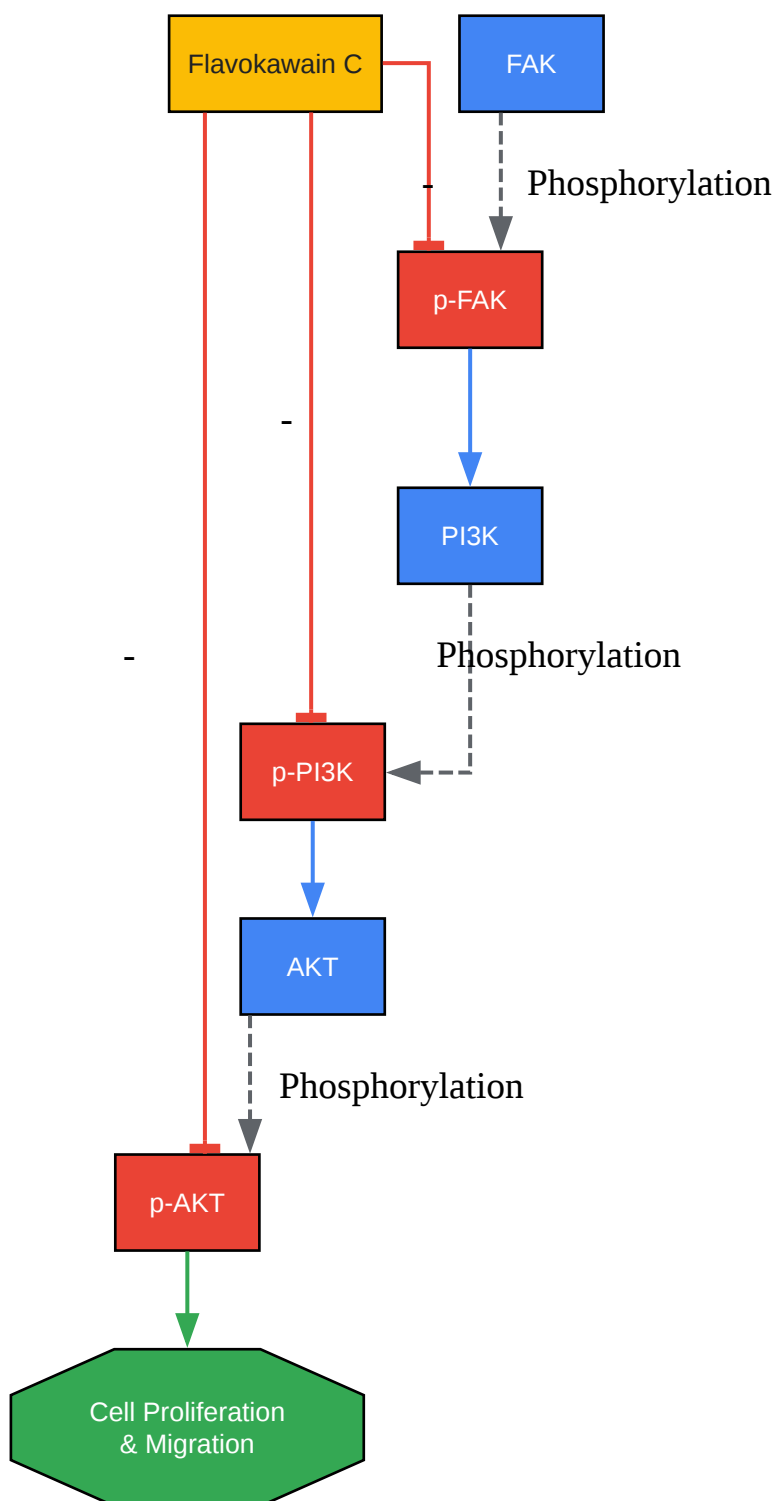 Flavokawain C
FAK
-
Phosphorylation
p-FAK
-
PI3K
-
Phosphorylation
p-PI3K
AKT
Phosphorylation
p-AKT
Cell Proliferation
& Migration